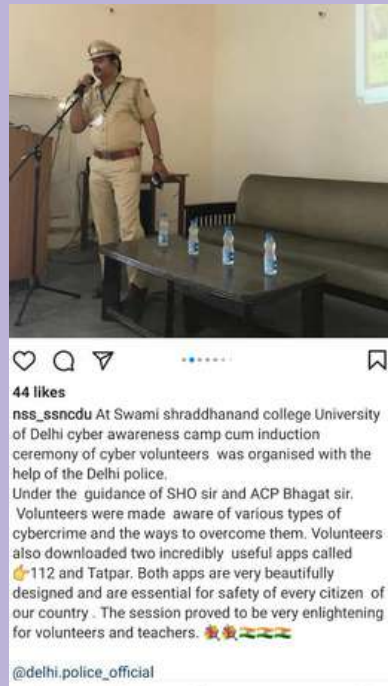 44 likes
nss_ssncdu At Swami shraddhanand college University
of Delhi cyber awareness camp cum induction
ceremony of cyber volunteers was organised with the
help of the Delhi police.
Under the guidance of SHO sir and ACP Bhagat sir.
Volunteers were made aware of various types of
cybercrime and the ways to overcome them. Volunteers
also downloaded two incredibly useful apps called
👉112 and Tatpar. Both apps are very beautifully
designed and are essential for safety of every citizen of
our country . The session proved to be very enlightening
for volunteers and teachers. 💐💐🇮🇳🇮🇳🇮🇳
@delhi.police_official